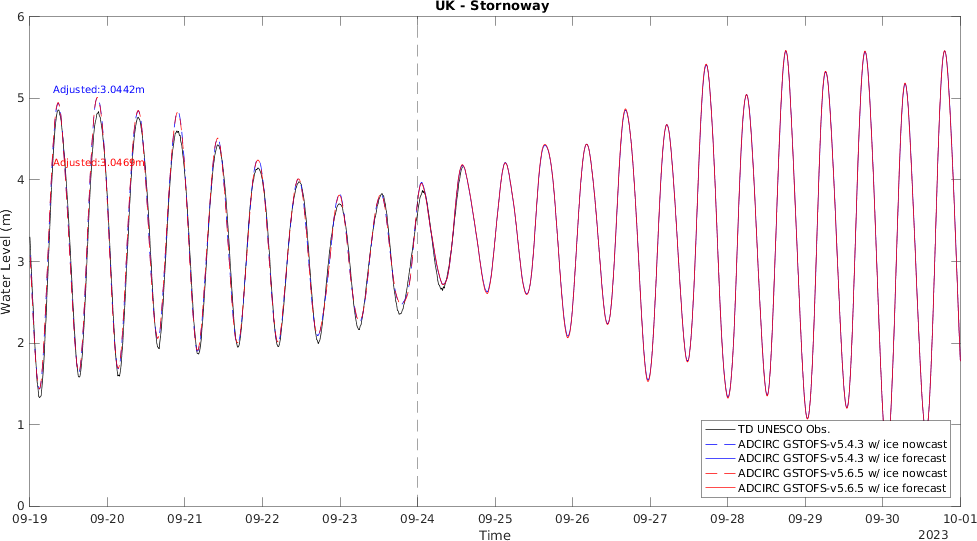 UK - Stornoway
6
5
4
3
2
1
0
Water Level (m)
Adjusted:3.0442m
Adjusted:3.0469m
TD UNESCO Obs.
ADCIRC GSTOFS-v5.4.3 w/ ice nowcast
ADCIRC GSTOFS-v5.4.3 w/ ice forecast
ADCIRC GSTOFS-v5.6.5 w/ ice nowcast
ADCIRC GSTOFS-v5.6.5 w/ ice forecast
09-19 09-20 09-21 09-22 09-23 09-24 09-25 09-26 09-27 09-28 09-29 09-30 10-01
Time
2023